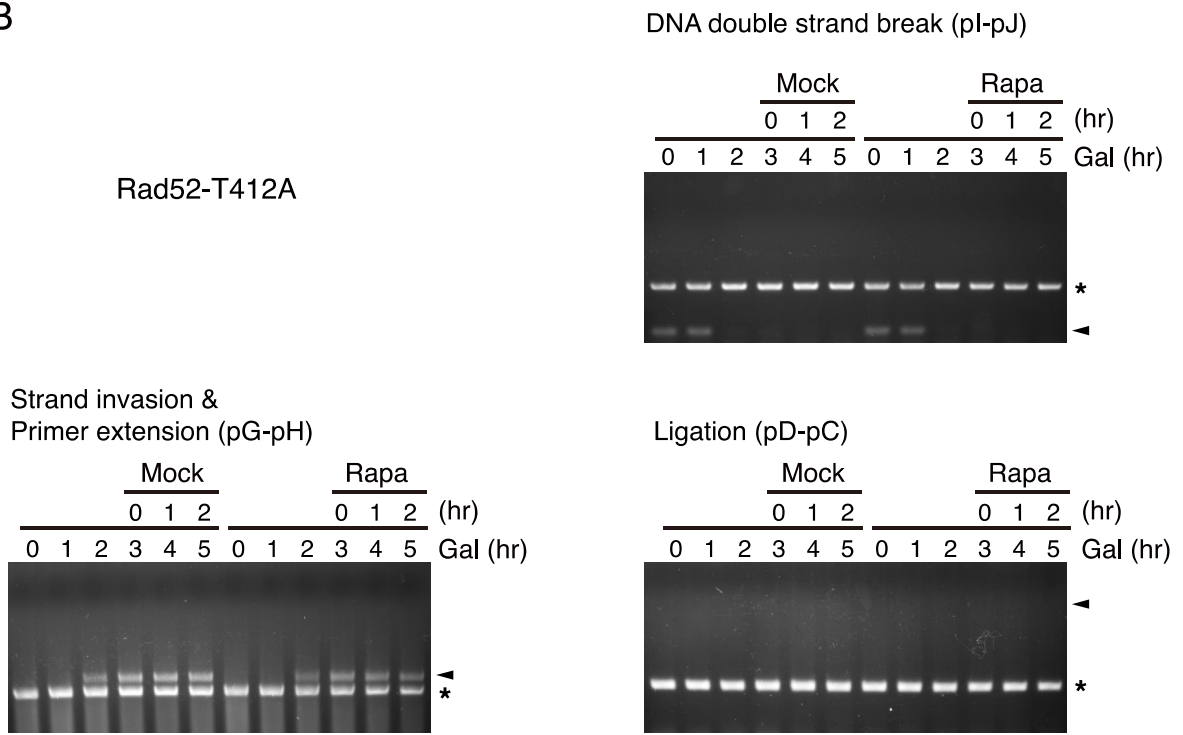 B
DNA double strand break (pI-pJ)
Mock Rapa
0 1 2 0 1 2 (hr)
0 1 2 3 4 5 0 1 2 3 4 5 Gal (hr)
Rad52-T412A
*
Strand invasion &
Primer extension (pG-pH)
Mock Rapa
0 1 2 0 1 2 (hr)
0 1 2 3 4 5 0 1 2 3 4 5 Gal (hr)
*
Ligation (pD-pC)
Mock Rapa
0 1 2 0 1 2 (hr)
0 1 2 3 4 5 0 1 2 3 4 5 Gal (hr)
*